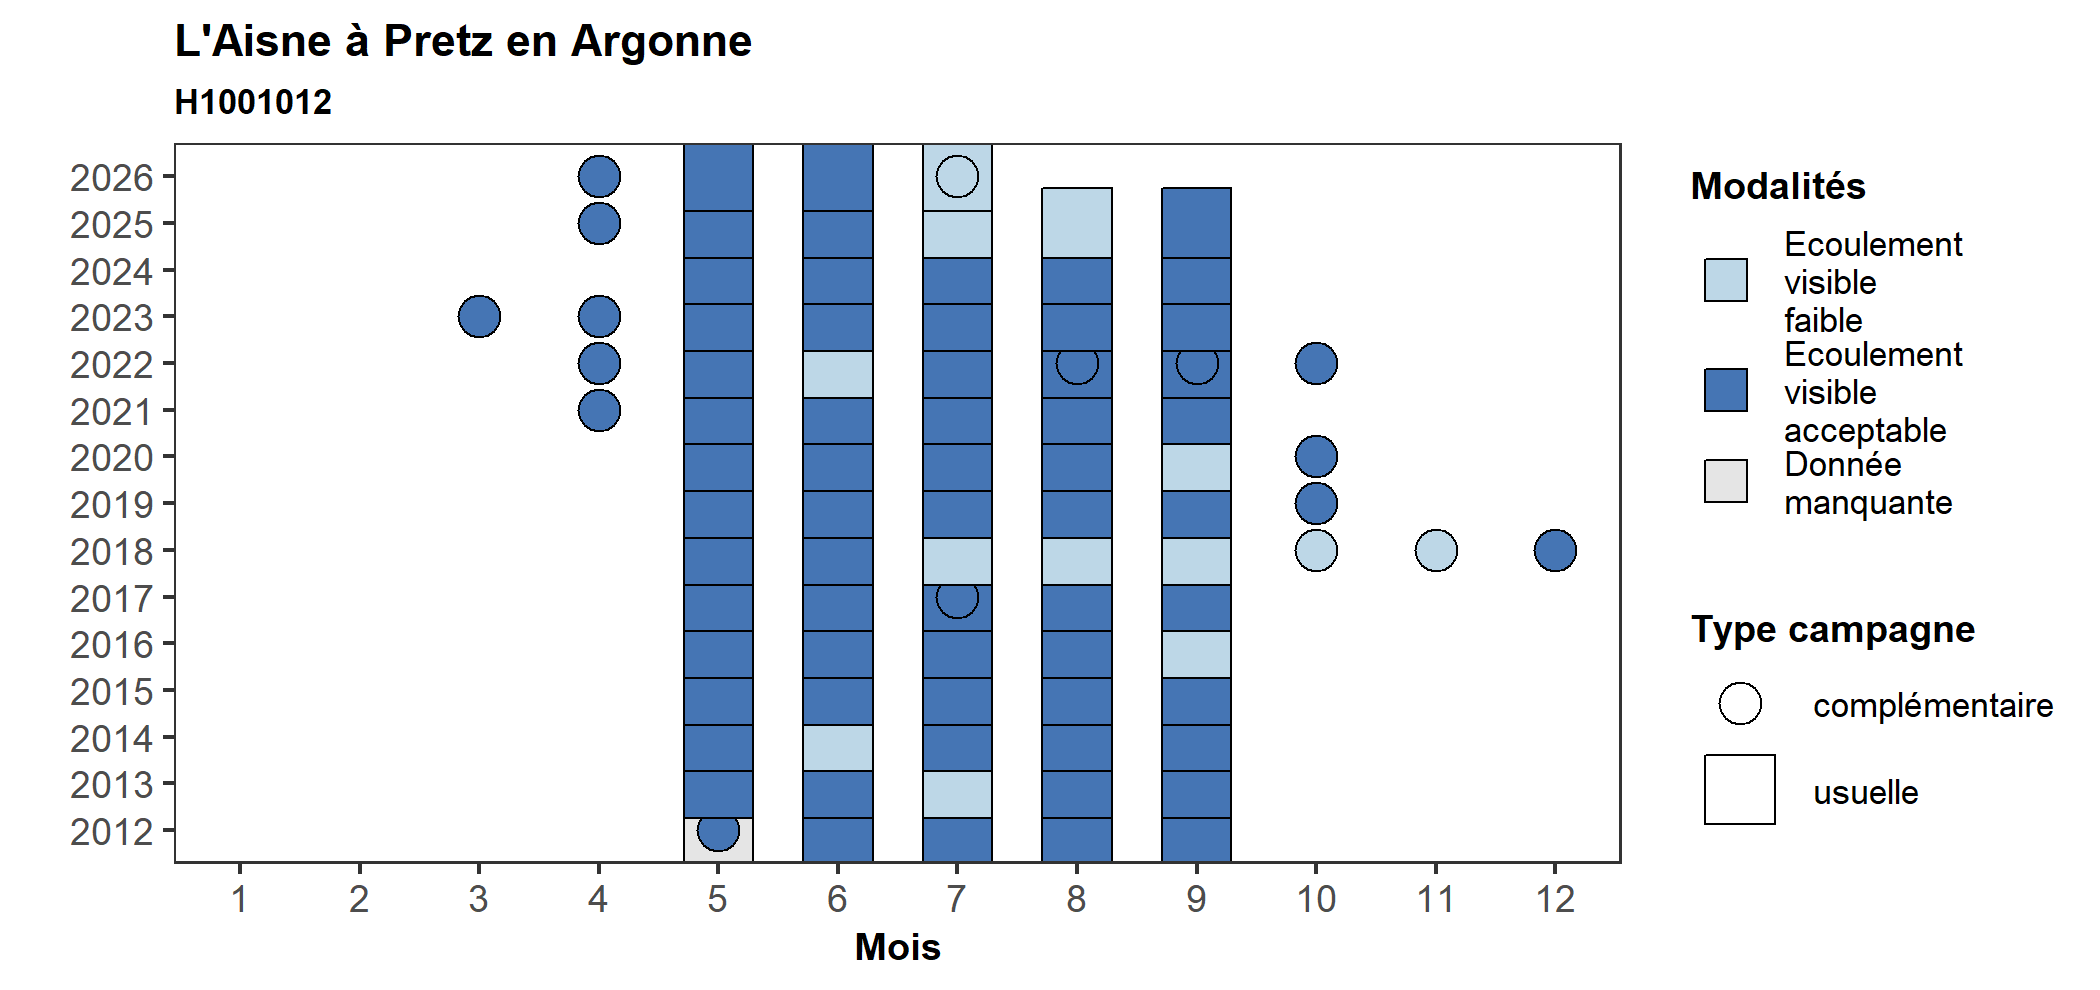 L'Aisne à Pretz en Argonne
H1001012
2026
2025
2024
2023
2022
2021
2020
2019
2018
2017
2016
2015
2014
2013
2012
1 2 3 4 5 6 7 8 9 10 11 12
Mois
Modalités
Ecoulement
visible
faible
Ecoulement
visible
acceptable
Donnée
manquante
Type campagne
complémentaire
usuelle